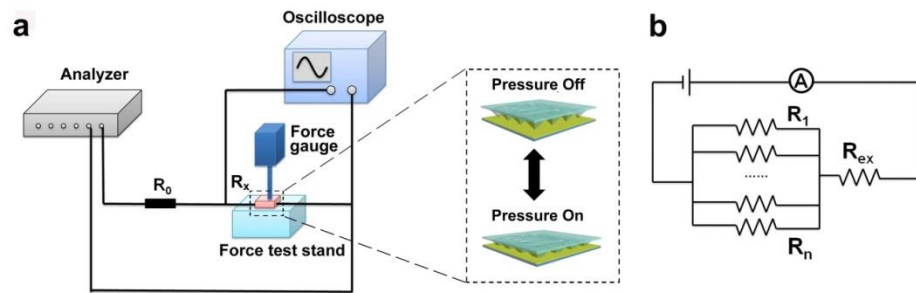 a
Oscilloscope
Analyzer
Force
gauge
R₀
Rₓ
Force test stand
Pressure Off
Pressure On
b
A
R₁
......
Rₙ
Rₑₓ